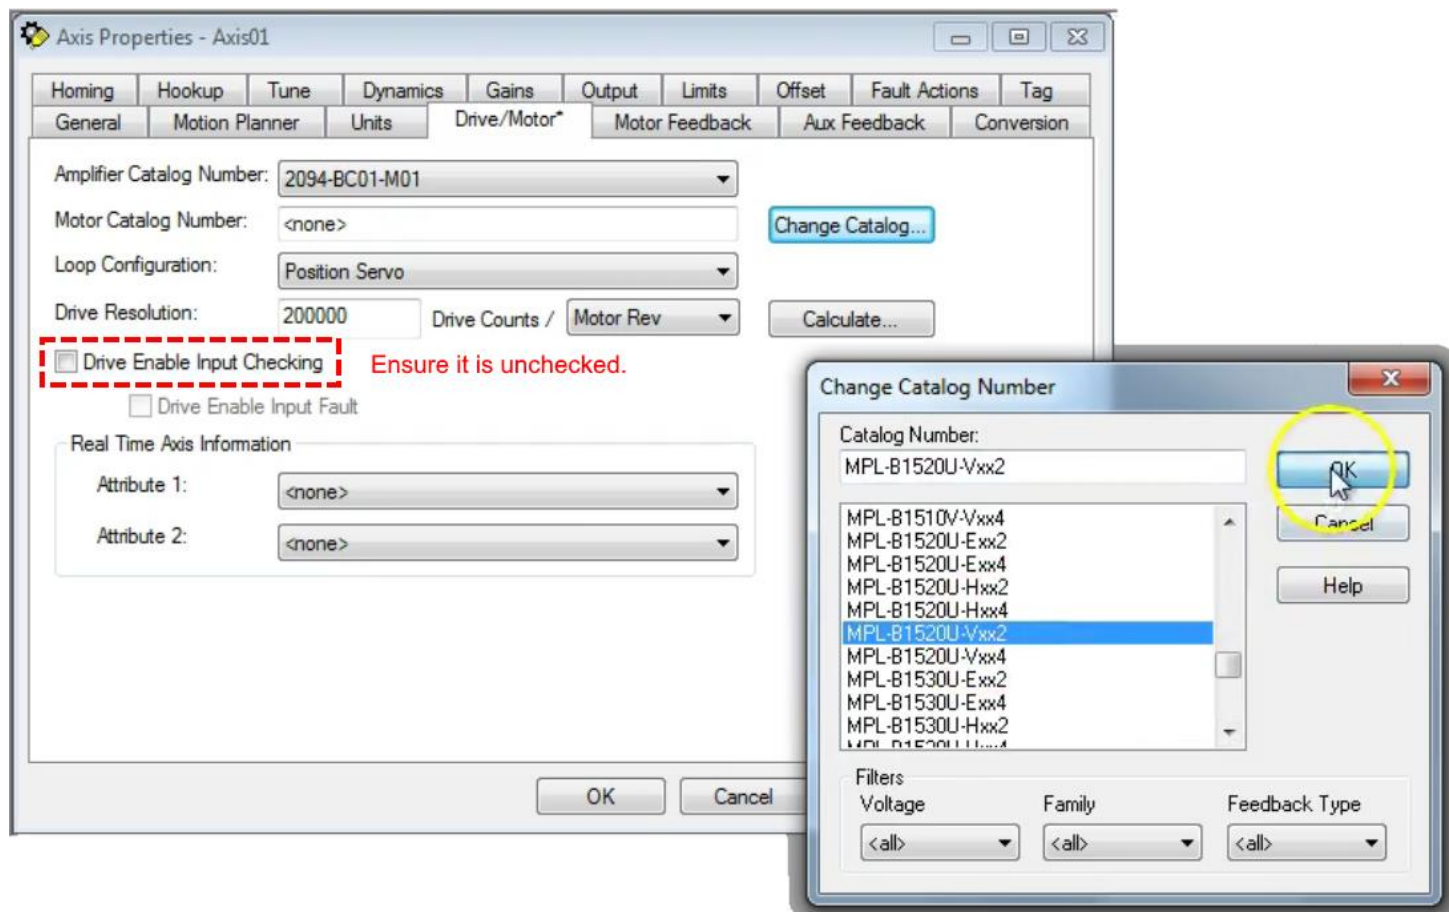 Axis Properties - Axis01
Homing Hookup Tune Dynamics Gains Output Limits Offset Fault Actions Tag
General Motion Planner Units Drive/Motor* Motor Feedback Aux Feedback Conversion
Amplifier Catalog Number: 2094-BC01-M01
Motor Catalog Number: <none> Change Catalog...
Loop Configuration: Position Servo
Drive Resolution: 200000 Drive Counts / Motor Rev Calculate...
Drive Enable Input Checking Ensure it is unchecked.
Drive Enable Input Fault
Real Time Axis Information
Attribute 1: <none>
Attribute 2: <none>
OK Cancel
Change Catalog Number
Catalog Number:
MPL-B1520U-Vxx2 OK
Cancel
Help
MPL-B1510V-Vxx4
MPL-B1520U-Exx2
MPL-B1520U-Exx4
MPL-B1520U-Hxx2
MPL-B1520U-Hxx4
MPL-B1520U-Vxx2
MPL-B1520U-Vxx4
MPL-B1530U-Exx2
MPL-B1530U-Exx4
MPL-B1530U-Hxx2
Filters
Voltage Family Feedback Type
<all> <all> <all>